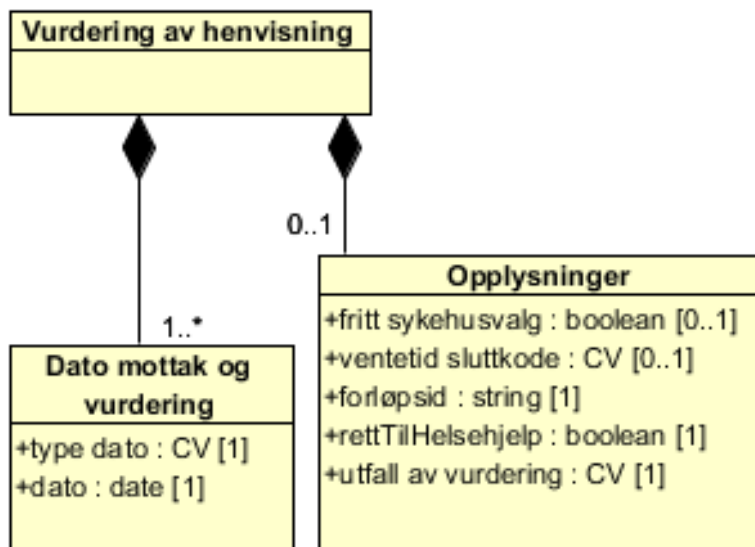 Vurdering av henvisning
0..1
1..*
Opplysninger
+fritt sykehusvalg : boolean [0..1]
+ventetid sluttkode : CV [0..1]
+forløpsid : string [1]
+rettTilHelsehjelp : boolean [1]
+utfall av vurdering : CV [1]
Dato mottak og
vurdering
+type dato : CV [1]
+dato : date [1]